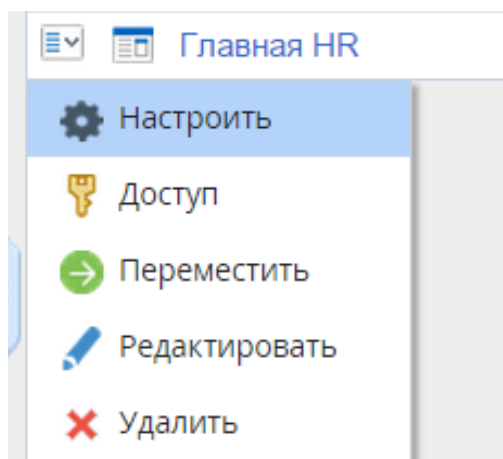 Главная HR
Настроить
Доступ
Переместить
Редактировать
Удалить